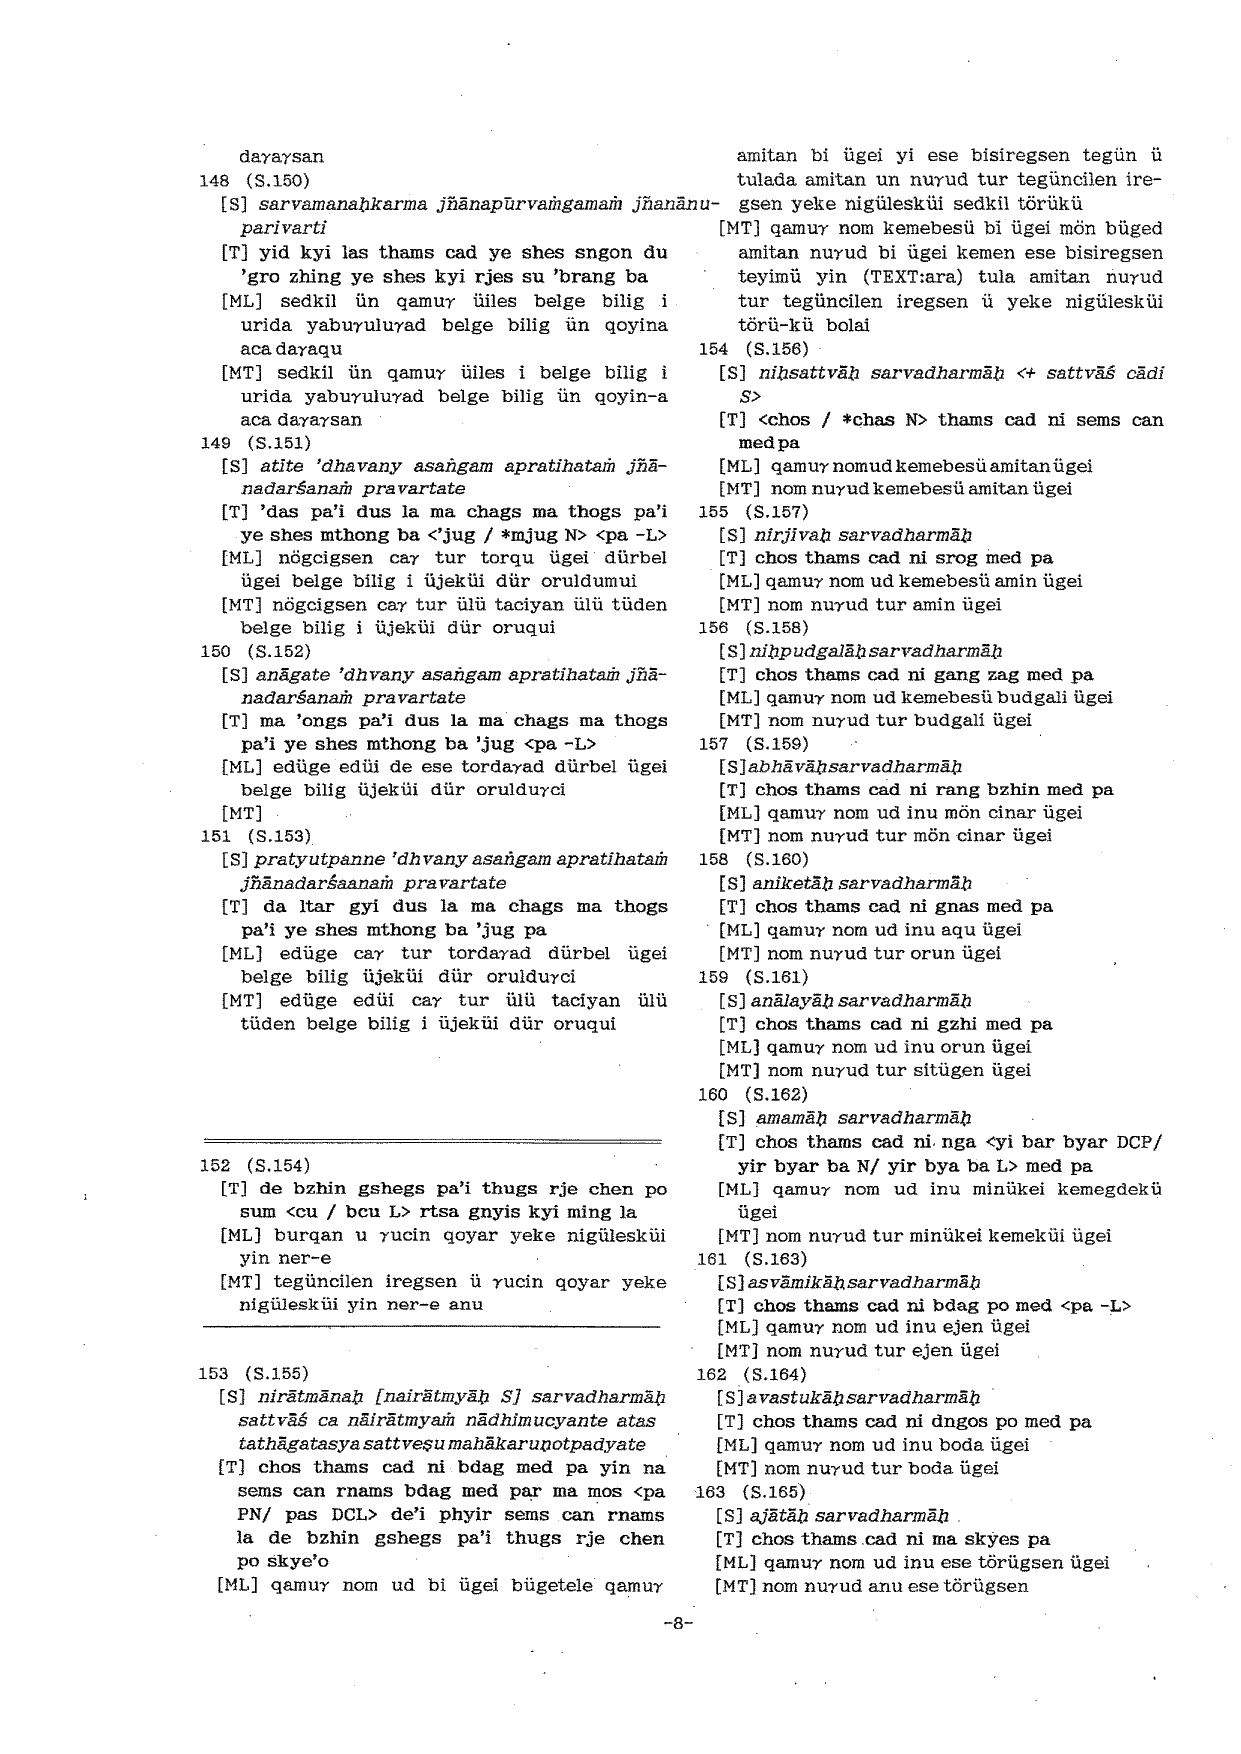 daγaγsan
148 (S.150)
[S] sarvamanaḥkarma jñānapūrvaṁgamaṁ jñanānu-
parivarti
[T] yid kyi las thams cad ye shes sngon du
'gro zhing ye shes kyi rjes su 'brang ba
[ML] sedkil ün qamuγ üiles belge bilig i
urida yabuγuluγad belge bilig ün qoyina
aca daγaqu
[MT] sedkil ün qamuγ üiles i belge bilig i
urida yabuγuluγad belge bilig ün qoyin-a
aca daγaγsan
149 (S.151)
[S] atīte 'dhavany asaṅgam apratihataṁ jñā-
nadarśanaṁ pravartate
[T] 'das pa'i dus la ma chags ma thogs pa'i
ye shes mthong ba <'jug / *mjug N> <pa -L>
[ML] nögcigsen caγ tur torqu ügei dürbel
ügei belge bilig i üjeküi dür oruldumui
[MT] nögcigsen caγ tur ülü taciyan ülü tüden
belge bilig i üjeküi dür oruqui
150 (S.152)
[S] anāgate 'dhvany asaṅgam apratihataṁ jñā-
nadarśanaṁ pravartate
[T] ma 'ongs pa'i dus la ma chags ma thogs
pa'i ye shes mthong ba 'jug <pa -L>
[ML] edüge edüi de ese tordaγad dürbel ügei
belge bilig üjeküi dür orulduγci
[MT]
151 (S.153)
[S] pratyutpanne 'dhvany asaṅgam apratihataṁ
jñānadarśaanaṁ pravartate
[T] da ltar gyi dus la ma chags ma thogs
pa'i ye shes mthong ba 'jug pa
[ML] edüge caγ tur tordaγad dürbel ügei
belge bilig üjeküi dür orulduγci
[MT] edüge edüi caγ tur ülü taciyan ülü
tüden belge bilig i üjeküi dür oruqui
152 (S.154)
[T] de bzhin gshegs pa'i thugs rje chen po
sum <cu / bcu L> rtsa gnyis kyi ming la
[ML] burqan u γucin qoyar yeke nigüleskü​i
yin ner-e
[MT] tegüncilen iregsen ü γucin qoyar yeke
nigülesküi yin ner-e anu
153 (S.155)
[S] nirātmānaḥ [nairātmyāḥ S] sarvadharmāḥ
sattvāś ca nāirātmyaṁ nādhimucyante atas
tathāgatasya sattveṣu mahākaruṇotpadyate
[T] chos thams cad ni bdag med pa yin na
sems can rnams bdag med par ma mos <pa
PN/ pas DCL> de'i phyir sems can rnams
la de bzhin gshegs pa'i thugs rje chen
po skye'o
[ML] qamuγ nom ud bi ügei bügetele qamuγ
amitan bi ügei yi ese bisiregsen tegün ü
tulada amitan un nuγud tur tegüncilen ire-
gsen yeke nigülesküi sedkil törükü
[MT] qamuγ nom kemebesü bi ügei mön büged
amitan nuγud bi ügei kemen ese bisiregsen
teyimü yin (TEXT:ara) tula amitan nuγud
tur tegüncilen iregsen ü yeke nigülesküi
törü-kü bolai
154 (S.156)
[S] niḥsattvāḥ sarvadharmāḥ <+ sattvāś cādi
S>
[T] <chos / *chas N> thams cad ni sems can
med pa
[ML] qamuγ nomud kemebesü amitan ügei
[MT] nom nuγud kemebesü amitan ügei
155 (S.157)
[S] nirjivaḥ sarvadharmāḥ
[T] chos thams cad ni srog med pa
[ML] qamuγ nom ud kemebesü amin ügei
[MT] nom nuγud tur amin ügei
156 (S.158)
[S] niḥpudgalāḥ sarvadharmāḥ
[T] chos thams cad ni gang zag med pa
[ML] qamuγ nom ud kemebesü budgali ügei
[MT] nom nuγud tur budgali ügei
157 (S.159)
[S] abhāvāḥ sarvadharmāḥ
[T] chos thams cad ni rang bzhin med pa
[ML] qamuγ nom ud inu mön cinar ügei
[MT] nom nuγud tur mön cinar ügei
158 (S.160)
[S] aniketāḥ sarvadharmāḥ
[T] chos thams cad ni gnas med pa
[ML] qamuγ nom ud inu aqu ügei
[MT] nom nuγud tur orun ügei
159 (S.161)
[S] anālayāḥ sarvadharmāḥ
[T] chos thams cad ni gzhi med pa
[ML] qamuγ nom ud inu orun ügei
[MT] nom nuγud tur sitügen ügei
160 (S.162)
[S] amamāḥ sarvadharmāḥ
[T] chos thams cad ni nga <yi bar byar DCP/
yir byar ba N/ yir bya ba L> med pa
[ML] qamuγ nom ud inu minükei kemegdekü
ügei
[MT] nom nuγud tur minükei kemeküi ügei
161 (S.163)
[S] asvāmikāḥ sarvadharmāḥ
[T] chos thams cad ni bdag po med <pa -L>
[ML] qamuγ nom ud inu ejen ügei
[MT] nom nuγud tur ejen ügei
162 (S.164)
[S] avastukāḥ sarvadharmāḥ
[T] chos thams cad ni dngos po med pa
[ML] qamuγ nom ud inu boda ügei
[MT] nom nuγud tur boda ügei
163 (S.165)
[S] ajātāḥ sarvadharmāḥ
[T] chos thams cad ni ma skyes pa
[ML] qamuγ nom ud inu ese törügsen ügei
[MT] nom nuγud anu ese törügsen
-8-